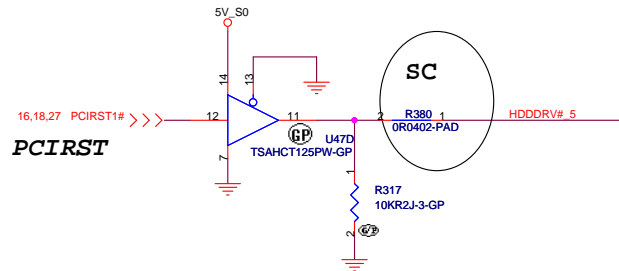 5V_S0
14
13
SC
16,18,27 PCIRST1#
12
11
2
R380
1
HDDDRV#_5
GP
U47D
0R0402-PAD
PCIRST
7
TSAHCT125PW-GP
1
R317
10KR2J-3-GP
2
G/P